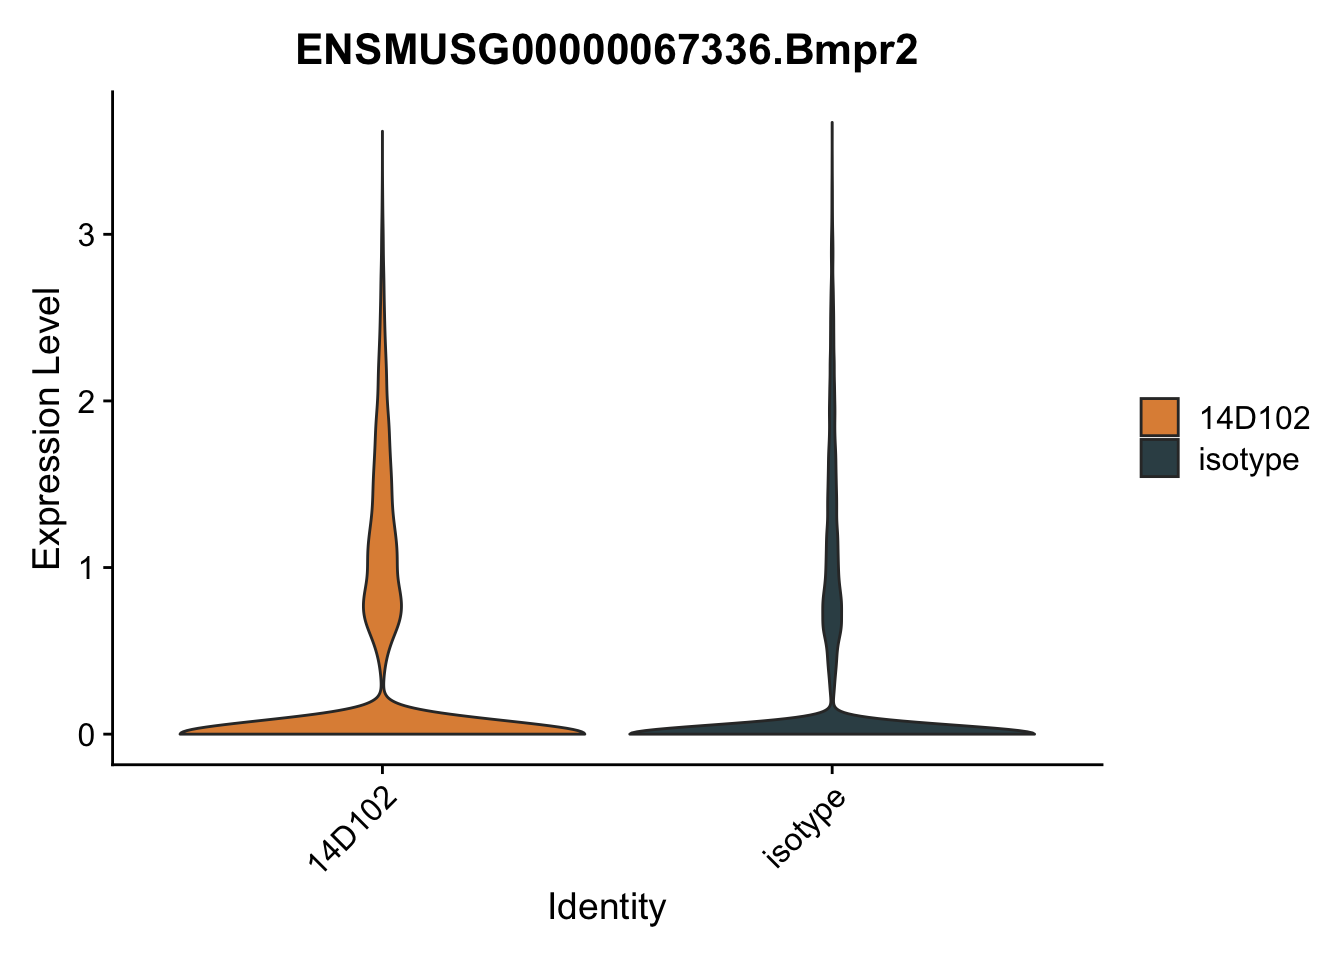 ENSMUSG00000067336.Bmpr2
Expression Level
3
2
1
0
14D102
isotype
Identity
14D102
isotype